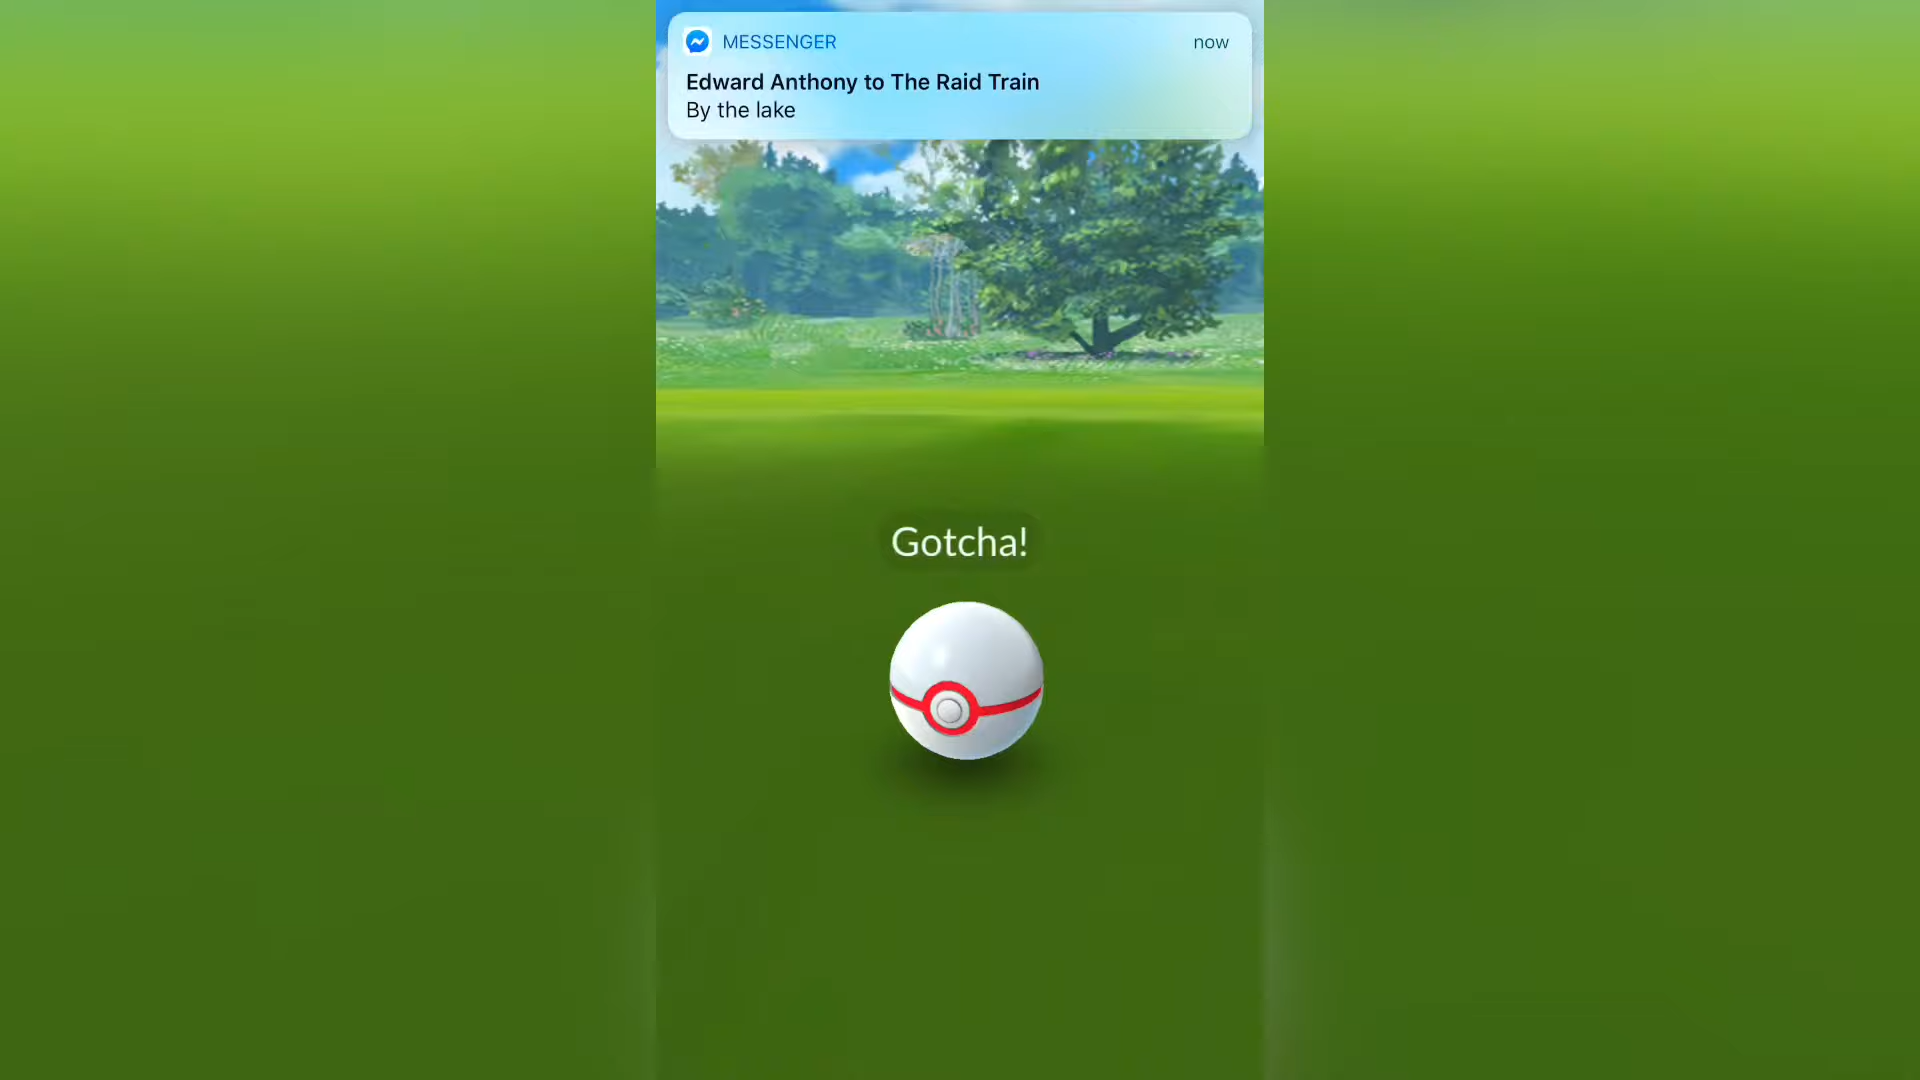 MESSENGER
now
Edward Anthony to The Raid Train
By the lake
Gotcha!